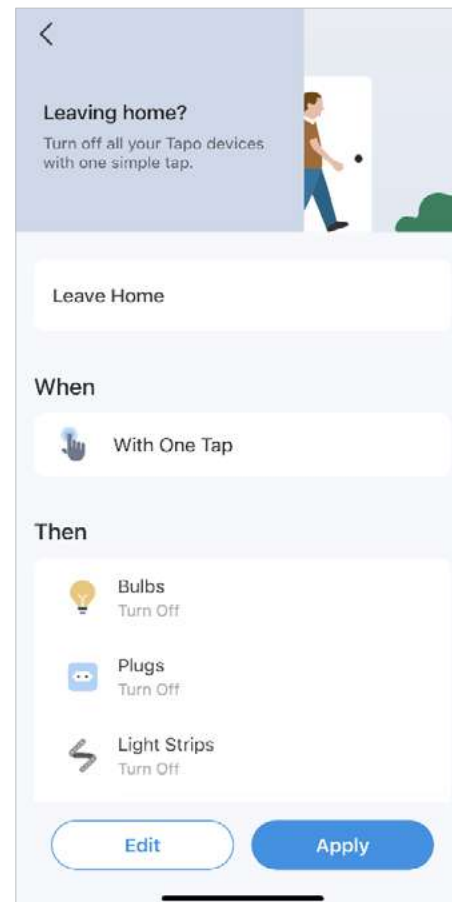 Leaving home?
Turn off all your Tapo devices
with one simple tap.
Leave Home
When
With One Tap
Then
Bulbs
Turn Off
Plugs
Turn Off
Light Strips
Turn Off
Edit
Apply